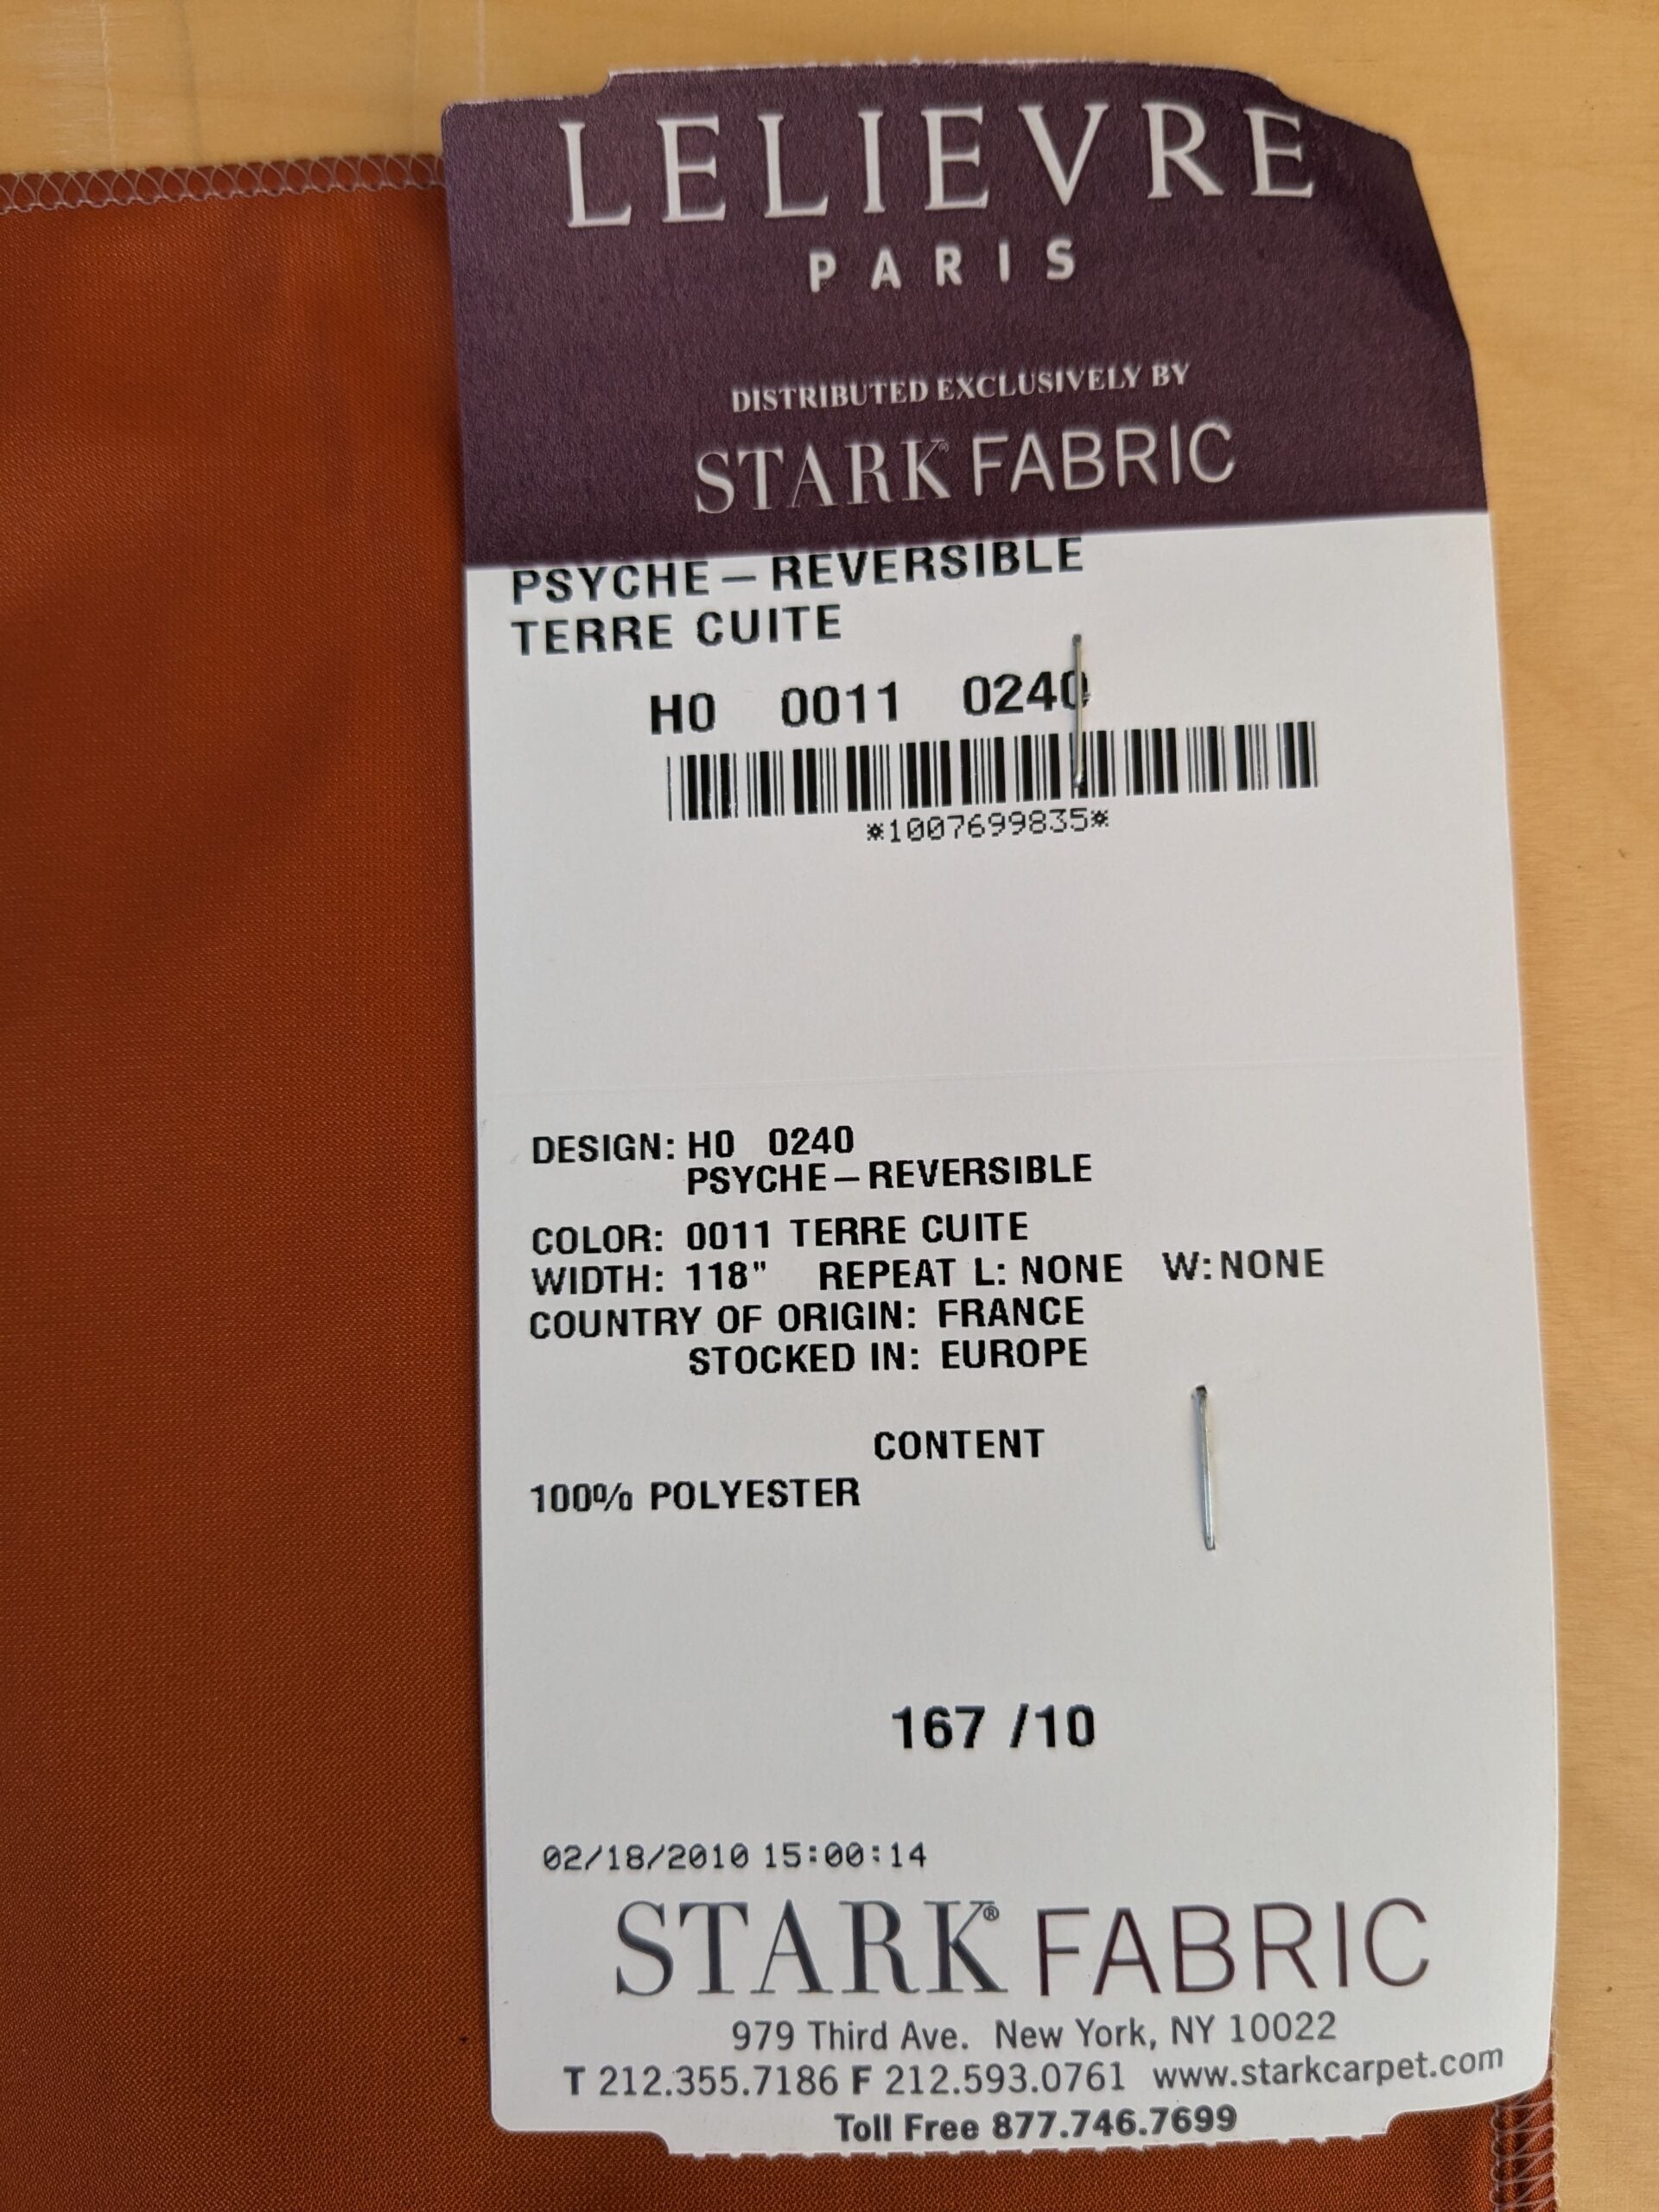 LELIEVRE
PARIS
DISTRIBUTED EXCLUSIVELY BY
STARK® FABRIC
PSYCHE – REVERSIBLE
TERRE CUITE
H0 0011 0240
*1007699835*
DESIGN: H0 0240
PSYCHE – REVERSIBLE
COLOR: 0011 TERRE CUITE
WIDTH: 118" REPEAT L: NONE W: NONE
COUNTRY OF ORIGIN: FRANCE
STOCKED IN: EUROPE
CONTENT
100% POLYESTER
167 /10
02/18/2010 15:00:14
STARK® FABRIC
979 Third Ave. New York, NY 10022
T 212.355.7186 F 212.593.0761 www.starkcarpet.com
Toll Free 877.746.7699